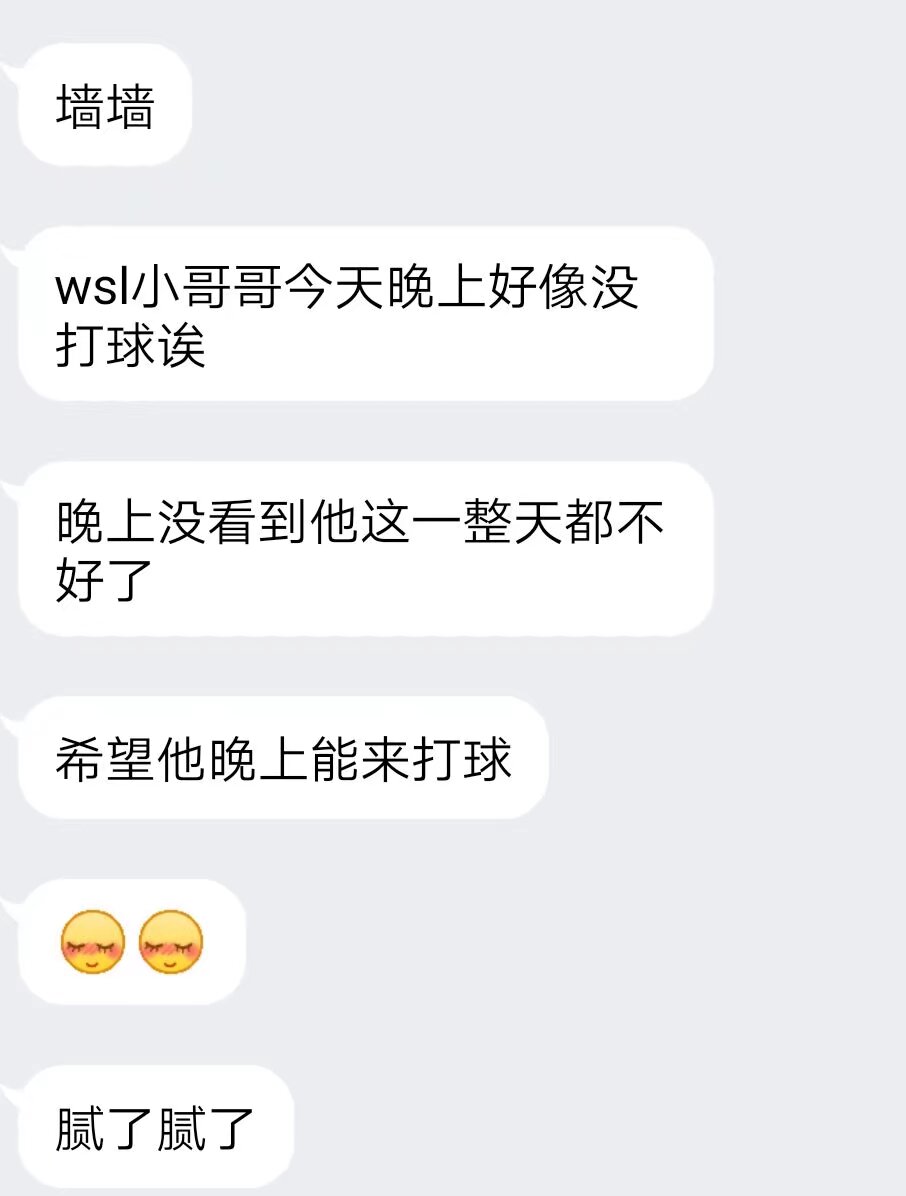 墙墙
wsl小哥哥今天晚上好像没
打球诶
晚上没看到他这一整天都不
好了
希望他晚上能来打球
腻了腻了